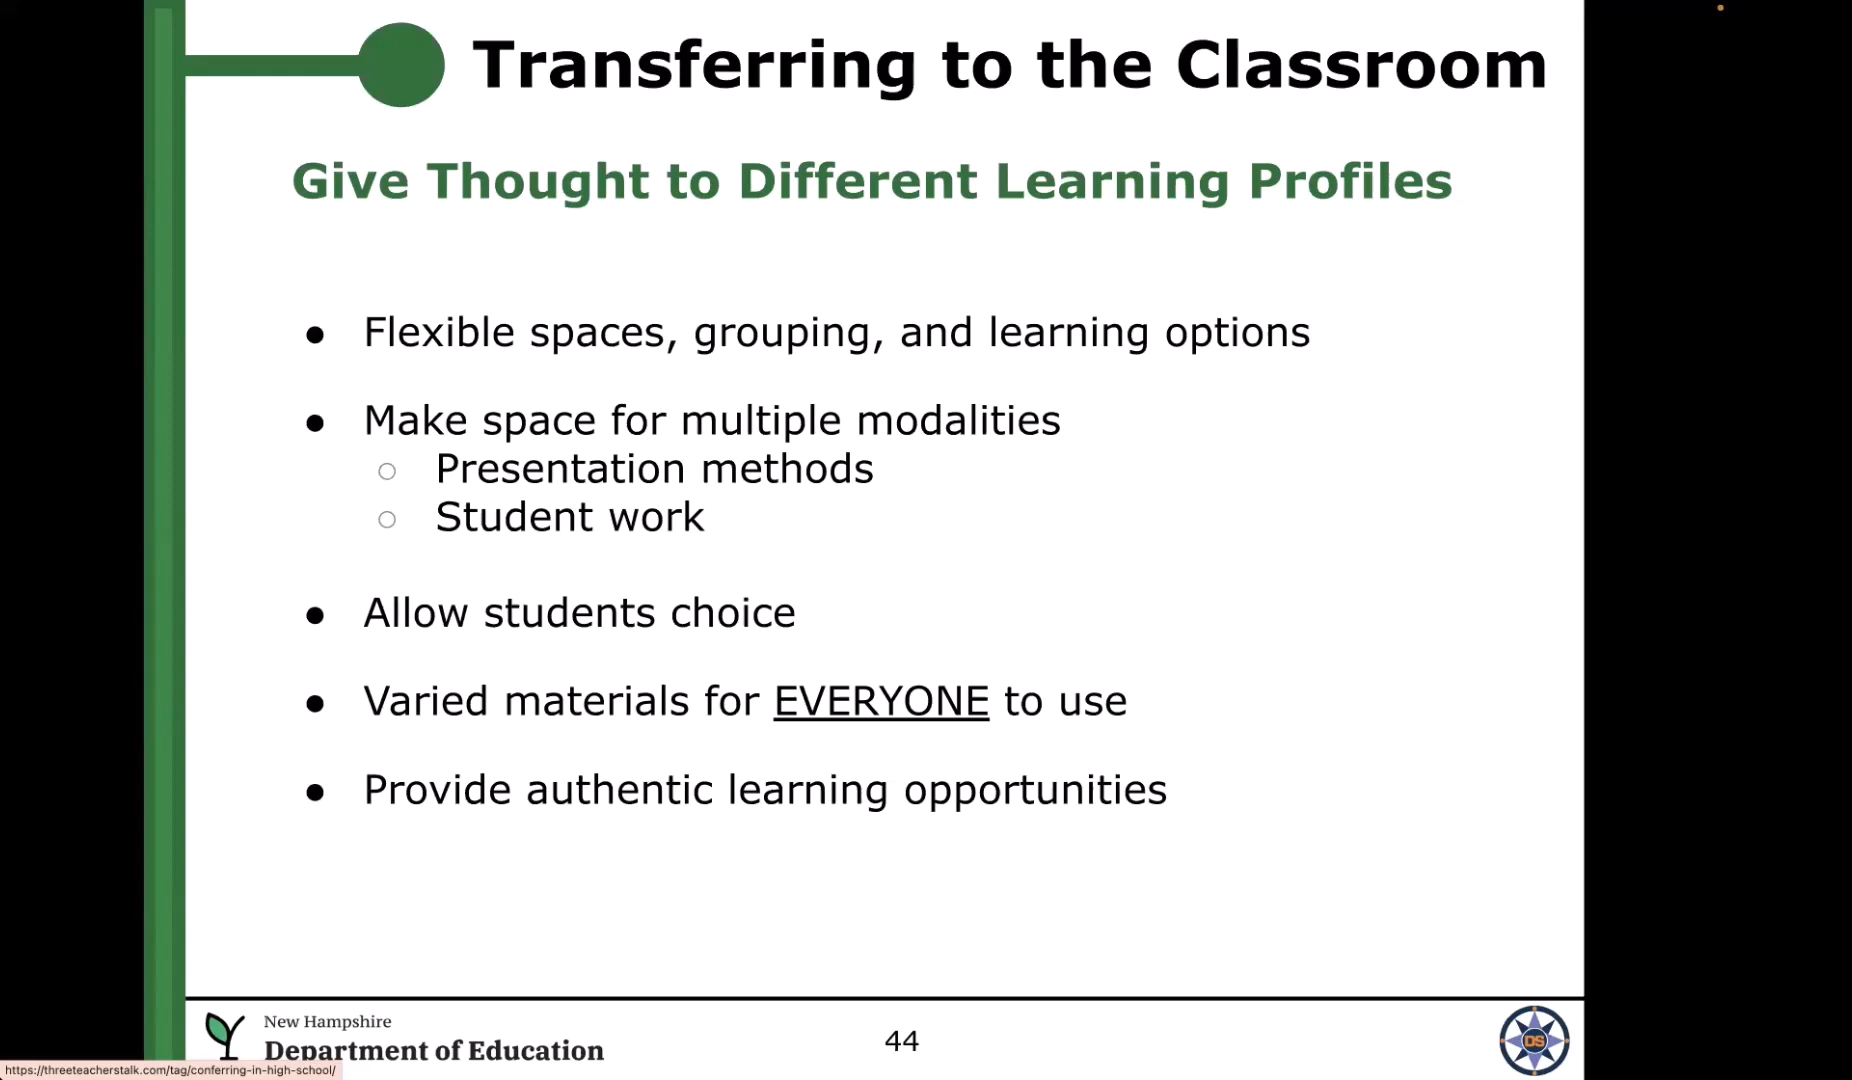 Transferring to the Classroom
Give Thought to Different Learning Profiles
● Flexible spaces, grouping, and learning options
● Make space for multiple modalities
○ Presentation methods
○ Student work
● Allow students choice
● Varied materials for EVERYONE to use
● Provide authentic learning opportunities
New Hampshire
Department of Education
44
DS
https://threeteacherstalk.com/tag/conferring-in-high-school/